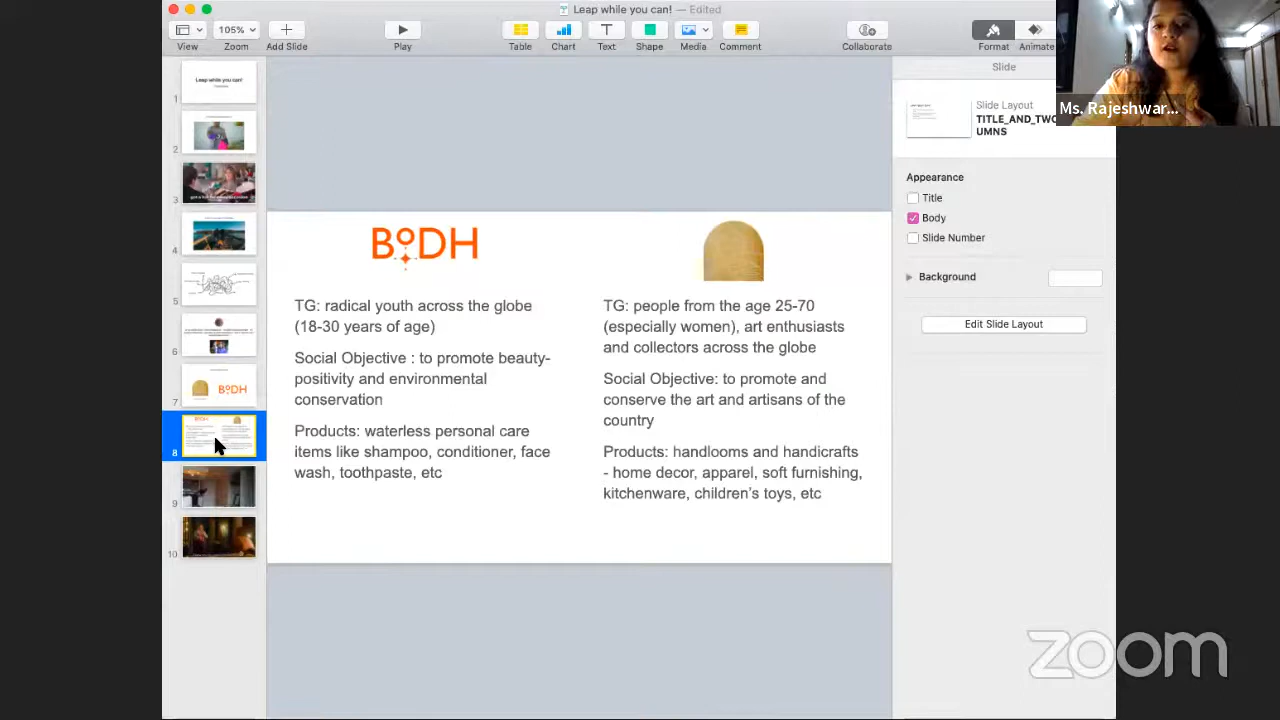 Leap while you can! — Edited
View
105%
Zoom
Add Slide
Play
Table
Chart
Text
Shape
Media
Comment
Collaborate
Format
Animate
Slide
Slide Layout
TITLE_AND_TWO
UMNS
Appearance
Title
Body
Slide Number
Background
Edit Slide Layout
Ms. Rajeshwar...
1
Leap while you can!
2
3
4
5
6
7
BODH
8
9
10
BODH
TG: radical youth across the globe
(18-30 years of age)
Social Objective : to promote beauty-
positivity and environmental
conservation
Products: waterless personal care
items like shampoo, conditioner, face
wash, toothpaste, etc
TG: people from the age 25-70
(especially women), art enthusiasts
and collectors across the globe
Social Objective: to promote and
conserve the art and artisans of the
country
Products: handlooms and handicrafts
- home decor, apparel, soft furnishing,
kitchenware, children's toys, etc
zoom